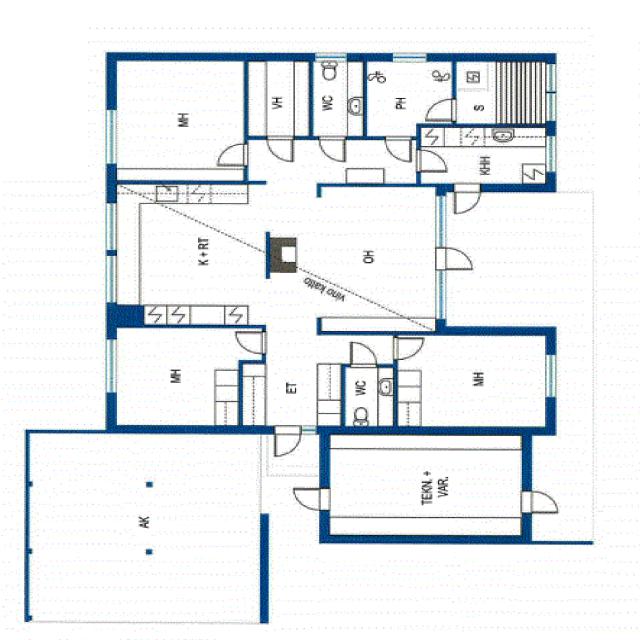 MH
VH
WC
PH
S
KHH
K + RT
OH
vino katto
MH
ET
WC
MH
AK
TEKN. +
VAR.